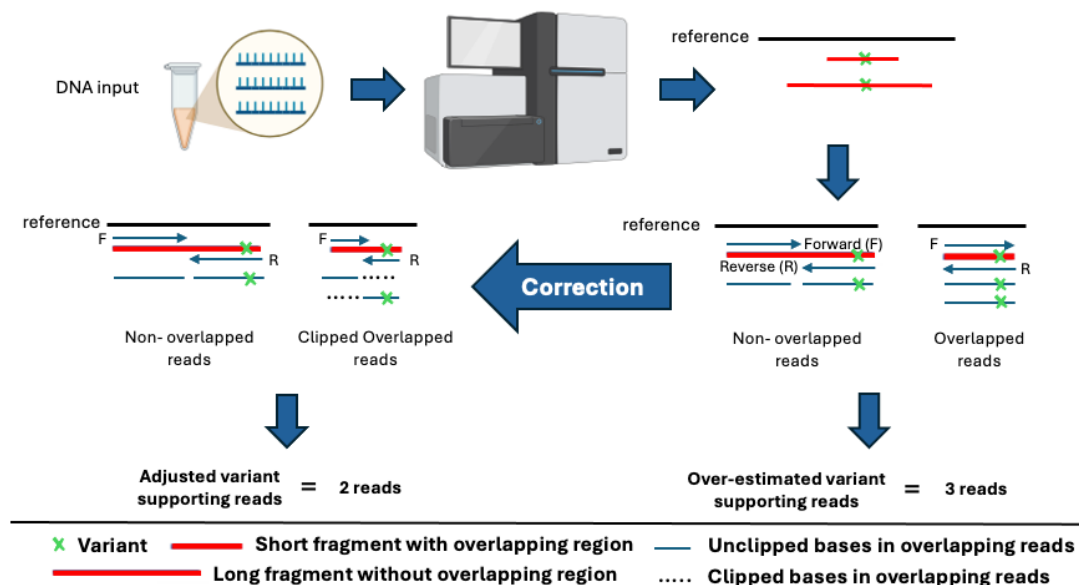 reference
DNA input
reference
F
R
Non- overlapped
reads
F
R
Clipped Overlapped
reads
Correction
reference
Forward (F)
Reverse (R)
Non- overlapped
reads
F
R
Overlapped
reads
Adjusted variant
supporting reads = 2 reads
Over-estimated variant
supporting reads = 3 reads
Variant
Short fragment with overlapping region
Unclipped bases in overlapping reads
Long fragment without overlapping region
Clipped bases in overlapping reads